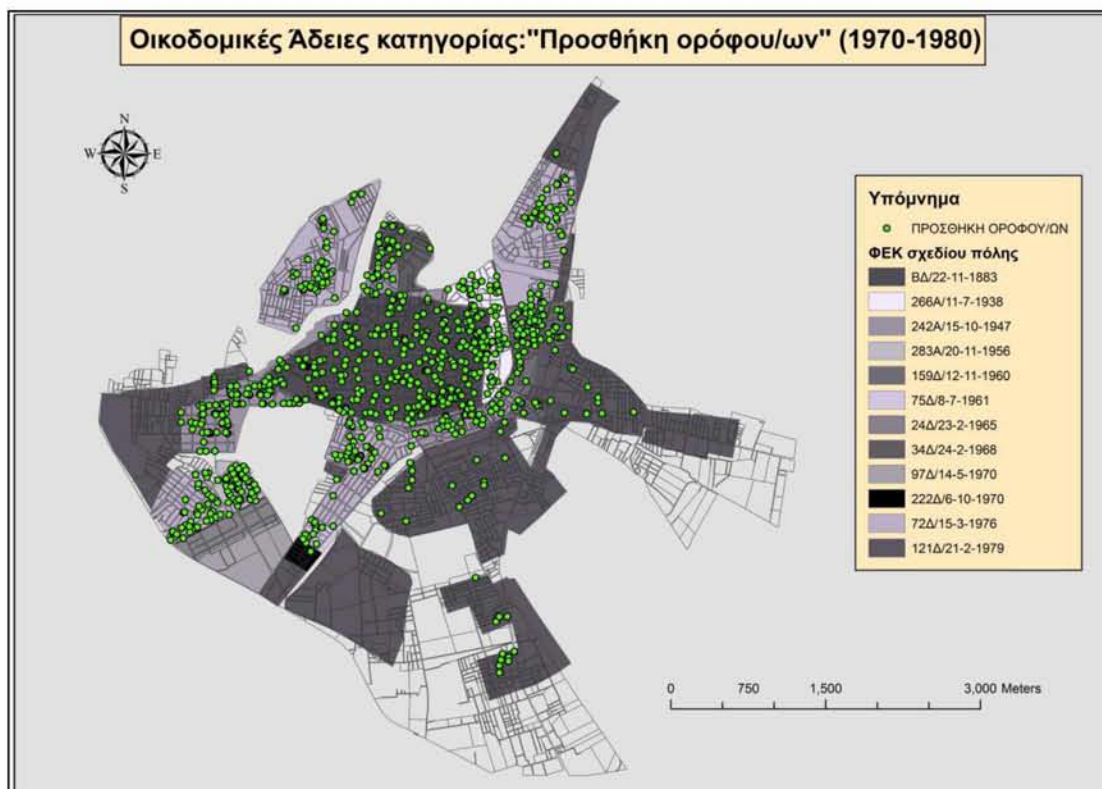 Οικοδομικές Άδειες κατηγορίας:"Προσθήκη ορόφου/ων" (1970-1980)
N
W E
S
Υπόμνημα
ΠΡΟΣΘΗΚΗ ΟΡΟΦΟΥ/ΩΝ
ΦΕΚ σχεδίου πόλης
ΒΔ/22-11-1883
266Α/11-7-1938
242Α/15-10-1947
283Α/20-11-1956
159Δ/12-11-1960
75Δ/8-7-1961
24Δ/23-2-1965
34Δ/24-2-1968
97Δ/14-5-1970
222Δ/6-10-1970
72Δ/15-3-1976
121Δ/21-2-1979
0 750 1,500 3,000 Meters